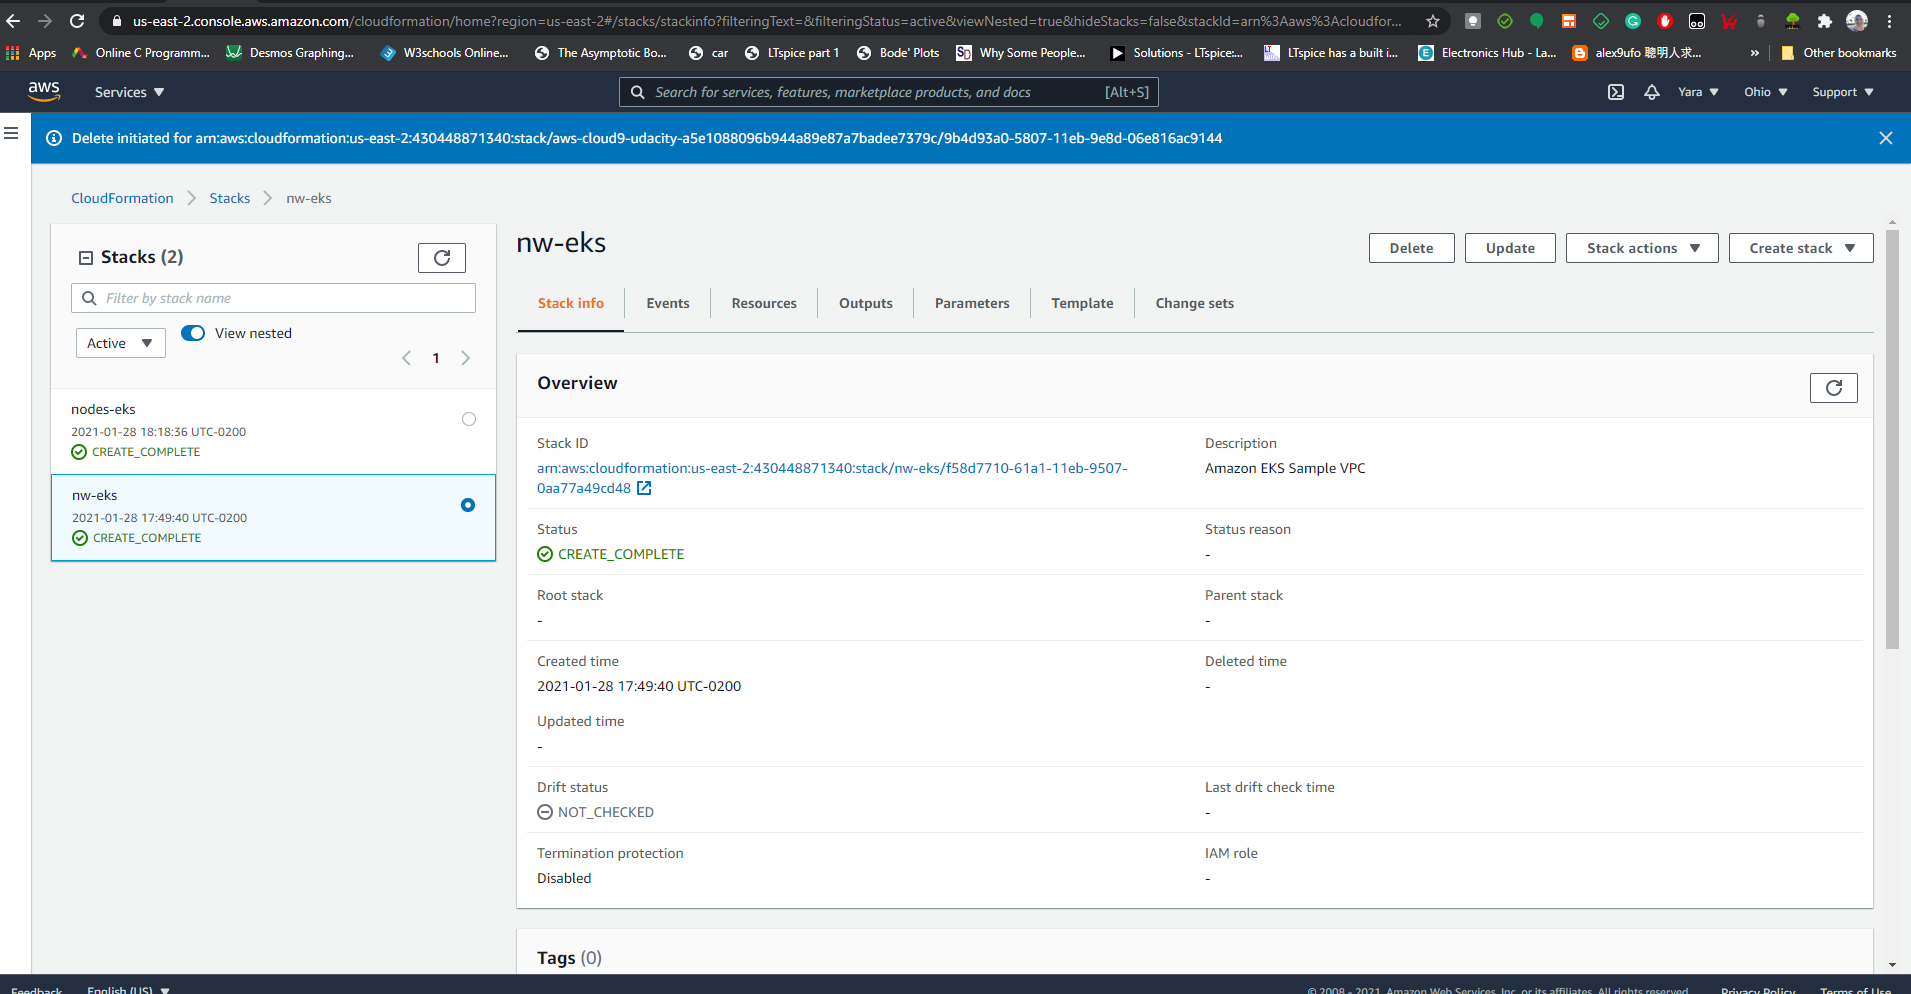 us-east-2.console.aws.amazon.com/cloudformation/home?region=us-east-2#/stacks/stackinfo?filteringText=&filteringStatus=active&viewNested=true&hideStacks=false&stackId=arn%3Aaws%3Acloudfor...
Apps Online C Programm... Desmos Graphing... W3schools Online... The Asymptotic Bo... car LTspice part 1 Bode' Plots Why Some People... Solutions - LTspice:... LTspice has a built i... Electronics Hub - La... alex9ufo 聰明人求... » Other bookmarks
aws Services Search for services, features, marketplace products, and docs [Alt+S] Yara Ohio Support
Delete initiated for arn:aws:cloudformation:us-east-2:430448871340:stack/aws-cloud9-udacity-a5e1088096b944a89e87a7badee7379c/9b4d93a0-5807-11eb-9e8d-06e816ac9144
CloudFormation Stacks nw-eks
Stacks (2)
Filter by stack name
Active View nested
1
nodes-eks
2021-01-28 18:18:36 UTC-0200
CREATE_COMPLETE
nw-eks
2021-01-28 17:49:40 UTC-0200
CREATE_COMPLETE
nw-eks
Delete Update Stack actions Create stack
Stack info Events Resources Outputs Parameters Template Change sets
Overview
Stack ID
arn:aws:cloudformation:us-east-2:430448871340:stack/nw-eks/f58d7710-61a1-11eb-9507-
0aa77a49cd48
Description
Amazon EKS Sample VPC
Status
CREATE_COMPLETE
Status reason
-
Root stack
-
Parent stack
-
Created time
2021-01-28 17:49:40 UTC-0200
Deleted time
-
Updated time
-
Drift status
NOT_CHECKED
Last drift check time
-
Termination protection
Disabled
IAM role
-
Tags (0)
Feedback English (US) © 2008 - 2021, Amazon Web Services, Inc. or its affiliates. All rights reserved. Privacy Policy Terms of Use